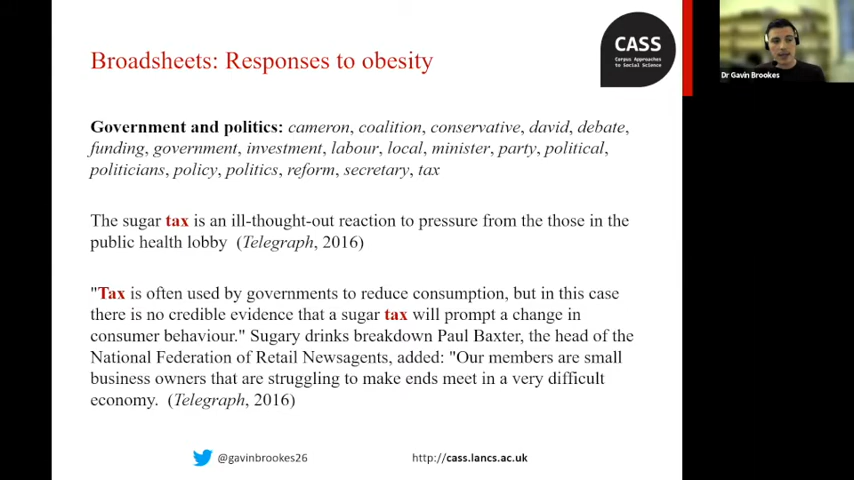 Broadsheets: Responses to obesity
CASS
Corpus Approaches
to Social Science
Dr Gavin Brookes
Government and politics: cameron, coalition, conservative, david, debate,
funding, government, investment, labour, local, minister, party, political,
politicians, policy, politics, reform, secretary, tax
The sugar tax is an ill-thought-out reaction to pressure from the those in the
public health lobby (Telegraph, 2016)
"Tax is often used by governments to reduce consumption, but in this case
there is no credible evidence that a sugar tax will prompt a change in
consumer behaviour." Sugary drinks breakdown Paul Baxter, the head of the
National Federation of Retail Newsagents, added: "Our members are small
business owners that are struggling to make ends meet in a very difficult
economy. (Telegraph, 2016)
@gavinbrookes26
http://cass.lancs.ac.uk